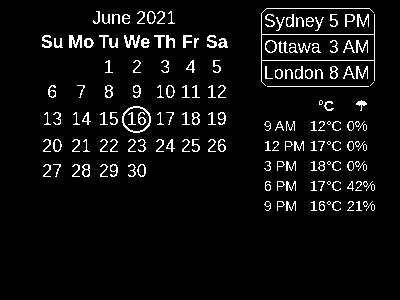 June 2021
Su Mo Tu We Th Fr Sa
1 2 3 4 5
6 7 8 9 10 11 12
13 14 15 16 17 18 19
20 21 22 23 24 25 26
27 28 29 30
Sydney 5 PM
Ottawa 3 AM
London 8 AM
°C ☂
9 AM 12°C 0%
12 PM 17°C 0%
3 PM 18°C 0%
6 PM 17°C 42%
9 PM 16°C 21%